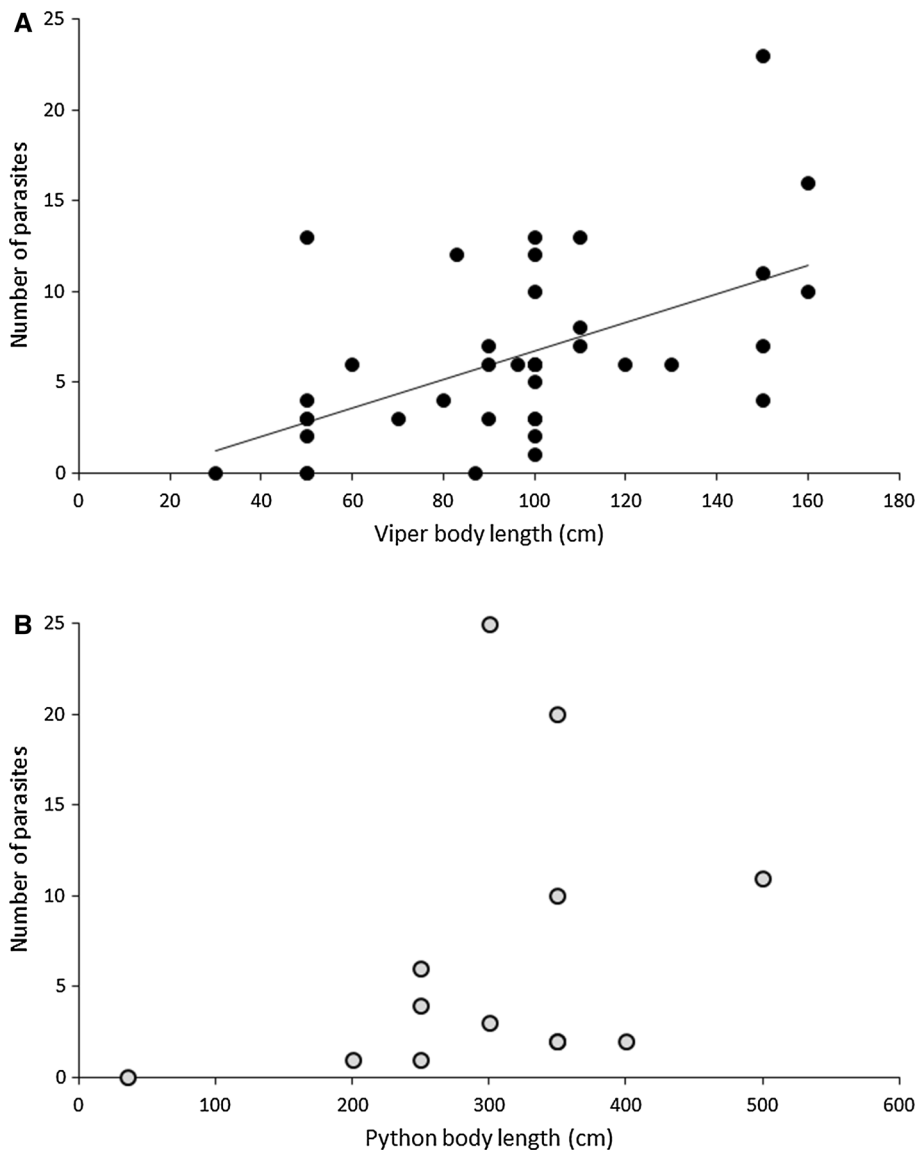 A
25
20
15
10
5
0
Number of parasites
0 20 40 60 80 100 120 140 160 180
Viper body length (cm)
B
25
20
15
10
5
0
Number of parasites
0 100 200 300 400 500 600
Python body length (cm)